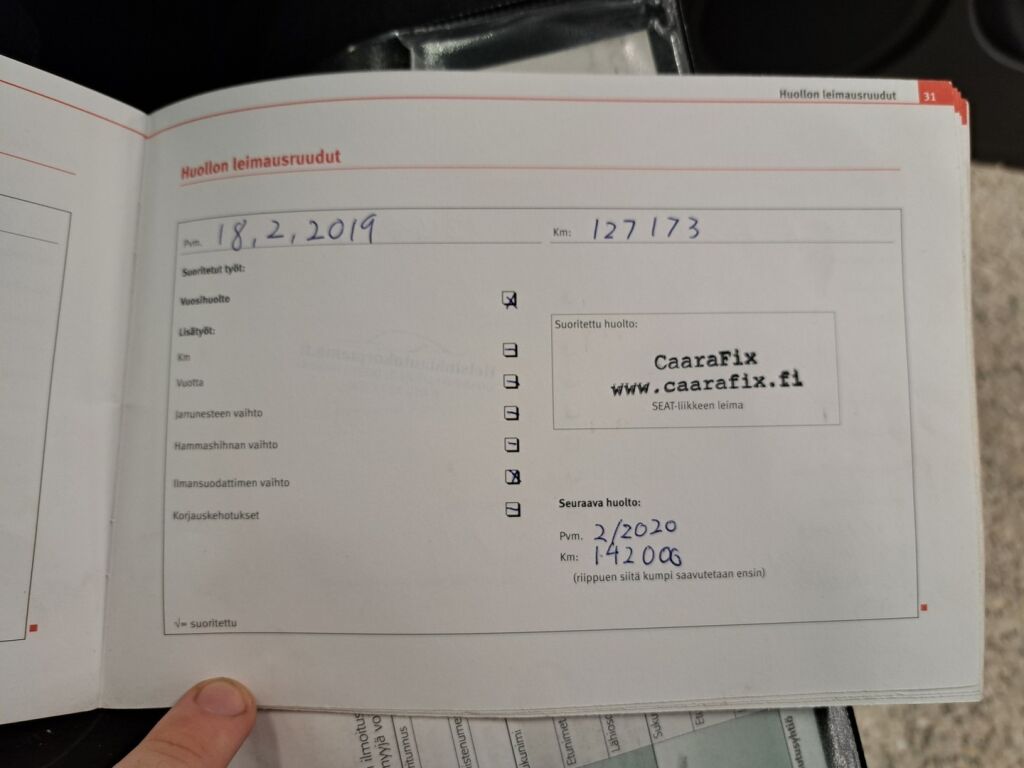 Huollon leimausruudut 31
Huollon leimausruudut
Pvm. 18.2.2019 Km: 127173
Suoritetut työt:
Vuosihuolto
Lisätyöt:
Km
Vuotta
Jarrunesteen vaihto
Hammashihnan vaihto
Ilmansuodattimen vaihto
Korjauskehotukset
√= suoritettu
Suoritettu huolto:
CaaraFix
www.caarafix.fi
SEAT-liikkeen leima
Seuraava huolto:
Pvm. 2/2020
Km: 142000
(riippuen siitä kumpi saavutetaan ensin)